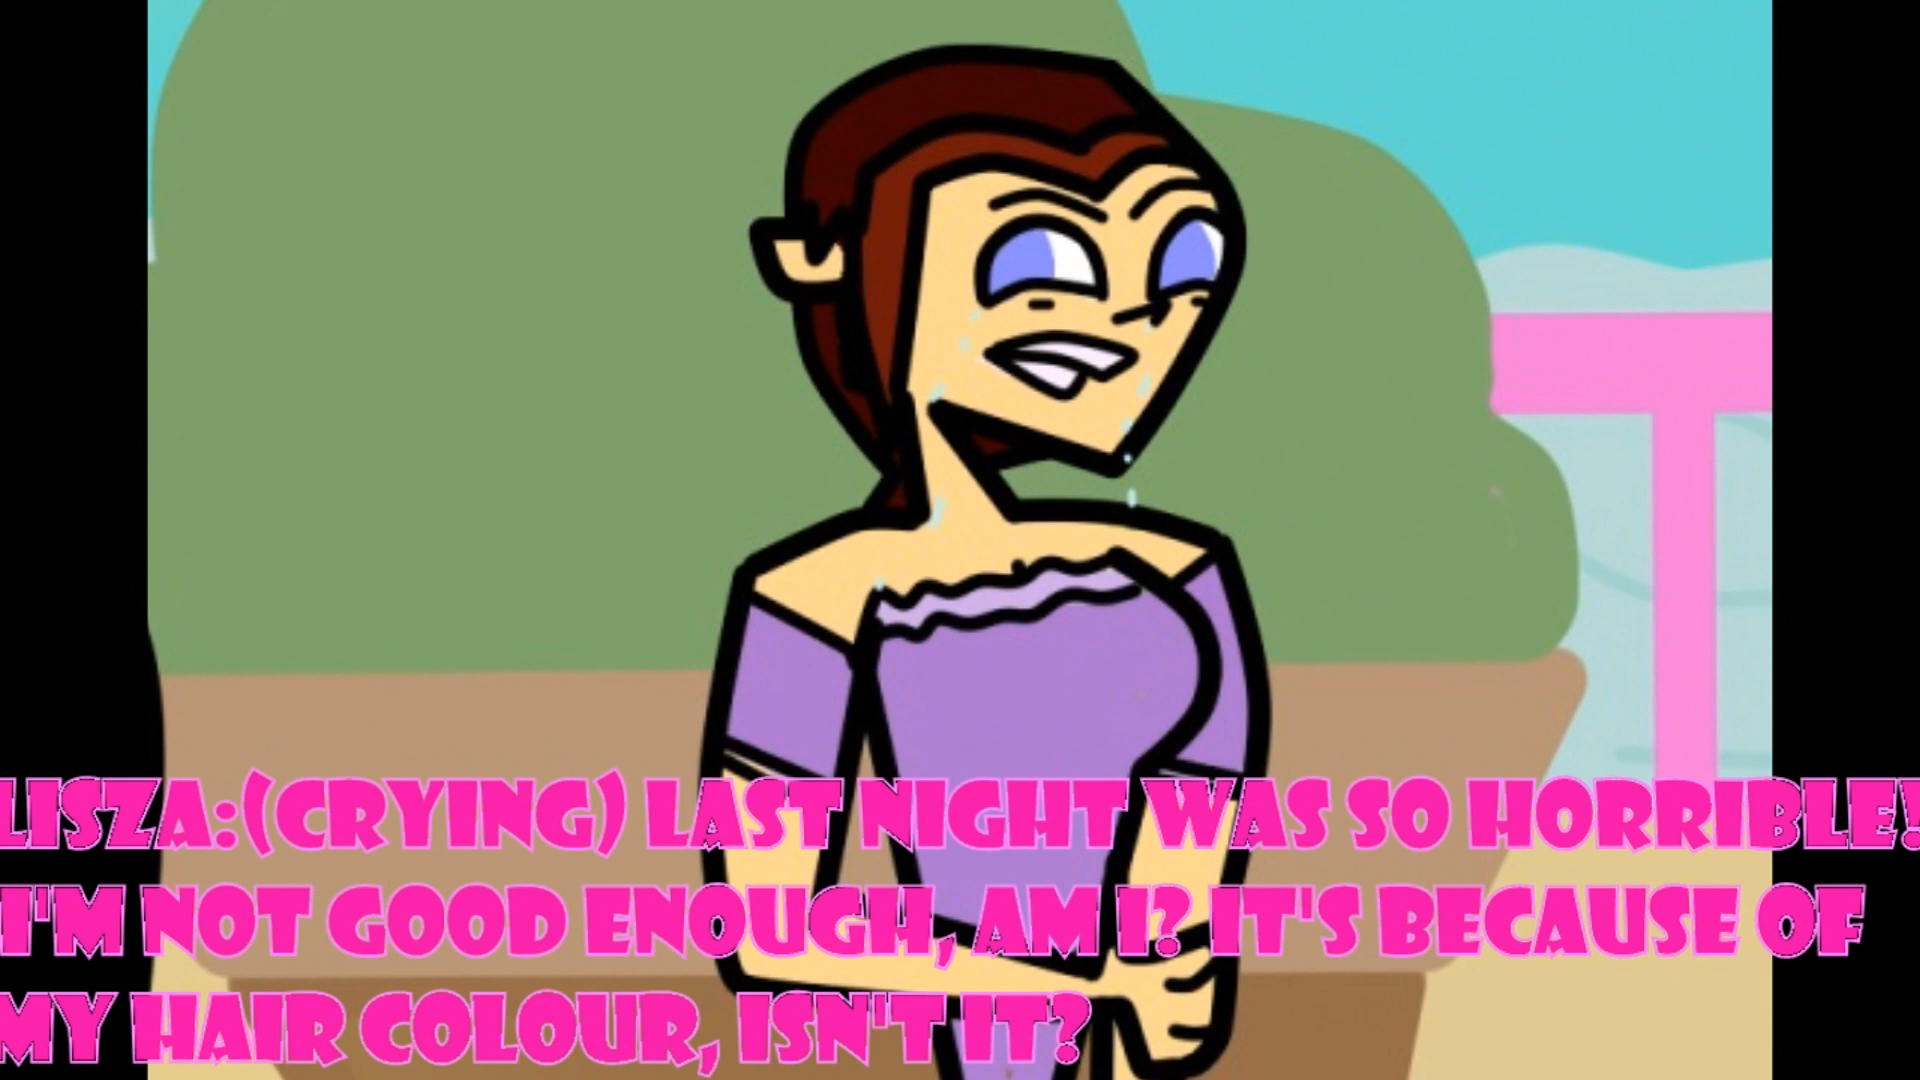 LISZA:(CRYING) LAST NIGHT WAS SO HORRIBLE!
I'M NOT GOOD ENOUGH, AM I? IT'S BECAUSE OF
MY HAIR COLOUR, ISN'T IT?